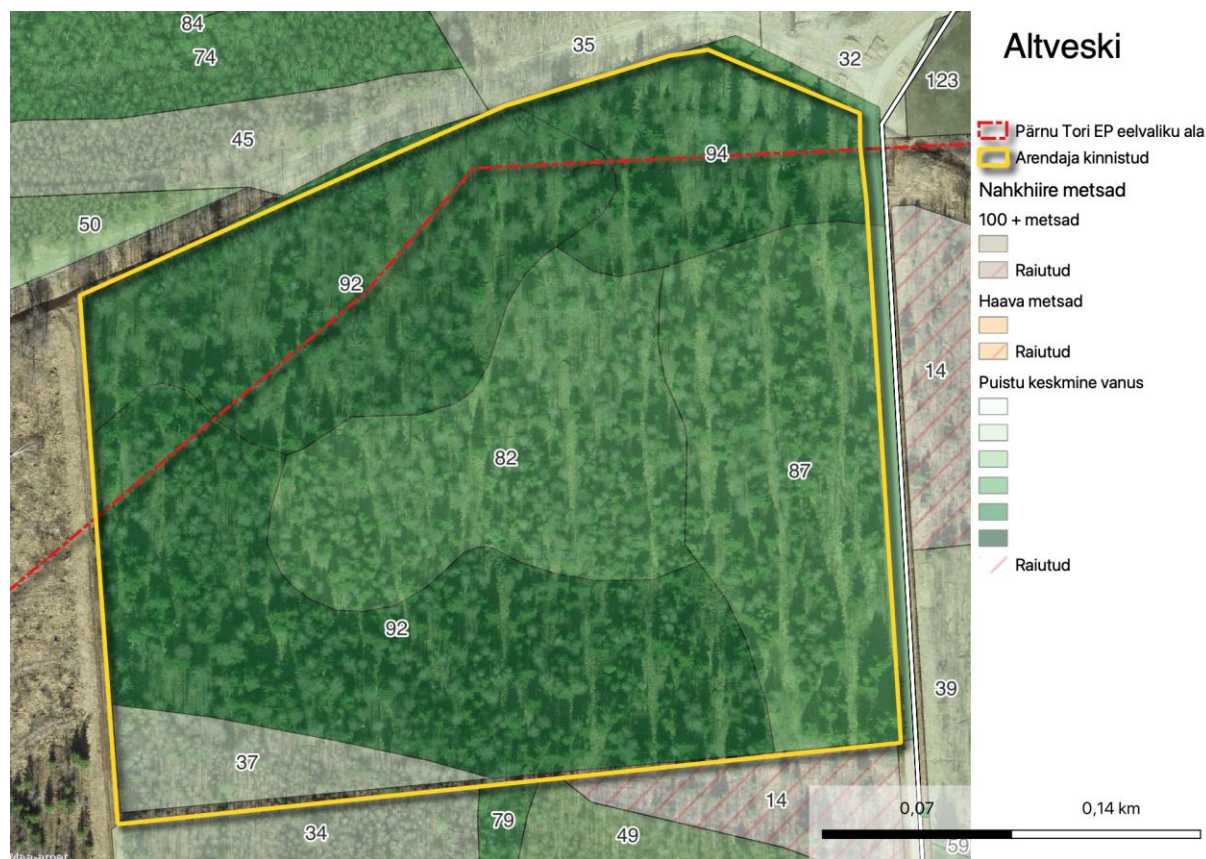 Altveski
Pärnu Tori EP eelvaliku ala
Arendaja kinnistud
Nahkhiire metsad
100 + metsad
Raiutud
Haava metsad
Raiutud
Puistu keskmine vanus
Raiutud
84
74
35
32
123
45
94
50
92
14
82
87
92
39
37
14
34
79
49
59
0,07
0,14 km